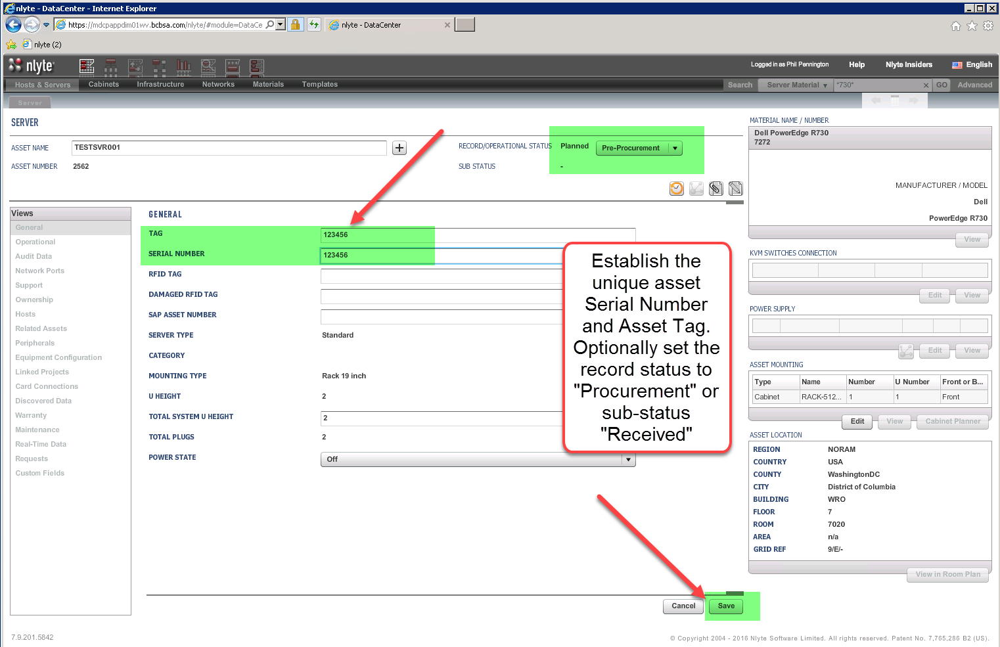 nlyte - DataCenter - Internet Explorer
https://mdcpappdim01wv.bcbsa.com/nlyte/#module=DataCe
nlyte - DataCenter
nlyte (2)
nlyte
Logged in as Phil Pennington
Help
Nlyte Insiders
English
Hosts & Servers
Cabinets
Infrastructure
Networks
Materials
Templates
Search
Server Material
*730*
GO
Advanced
Server
SERVER
ASSET NAME
TESTSVR001
ASSET NUMBER
2562
RECORD/OPERATIONAL STATUS
Planned
Pre-Procurement
SUB STATUS
-
Views
General
Operational
Audit Data
Network Ports
Support
Ownership
Hosts
Related Assets
Peripherals
Equipment Configuration
Linked Projects
Card Connections
Discovered Data
Warranty
Maintenance
Real-Time Data
Requests
Custom Fields
GENERAL
TAG
123456
SERIAL NUMBER
123456
RFID TAG
DAMAGED RFID TAG
SAP ASSET NUMBER
SERVER TYPE
Standard
CATEGORY
MOUNTING TYPE
Rack 19 inch
U HEIGHT
2
TOTAL SYSTEM U HEIGHT
2
TOTAL PLUGS
2
POWER STATE
Off
Establish the
unique asset
Serial Number
and Asset Tag.
Optionally set the
record status to
"Procurement" or
sub-status
"Received"
Cancel
Save
MATERIAL NAME / NUMBER
Dell PowerEdge R730
7272
MANUFACTURER / MODEL
Dell
PowerEdge R730
View
KVM SWITCHES CONNECTION
Edit
View
POWER SUPPLY
Edit
View
ASSET MOUNTING
Type Name Number U Number Front or B...
Cabinet RACK-512... 1 1 Front
Edit
View
Cabinet Planner
ASSET LOCATION
REGION NORAM
COUNTRY USA
COUNTY WashingtonDC
CITY District of Columbia
BUILDING WRO
FLOOR 7
ROOM 7020
AREA n/a
GRID REF 9/E/-
View in Room Plan
7.9.201.5842
© Copyright 2004 - 2016 Nlyte Software Limited. All rights reserved. Patent No. 7,765,286 B2 (US).